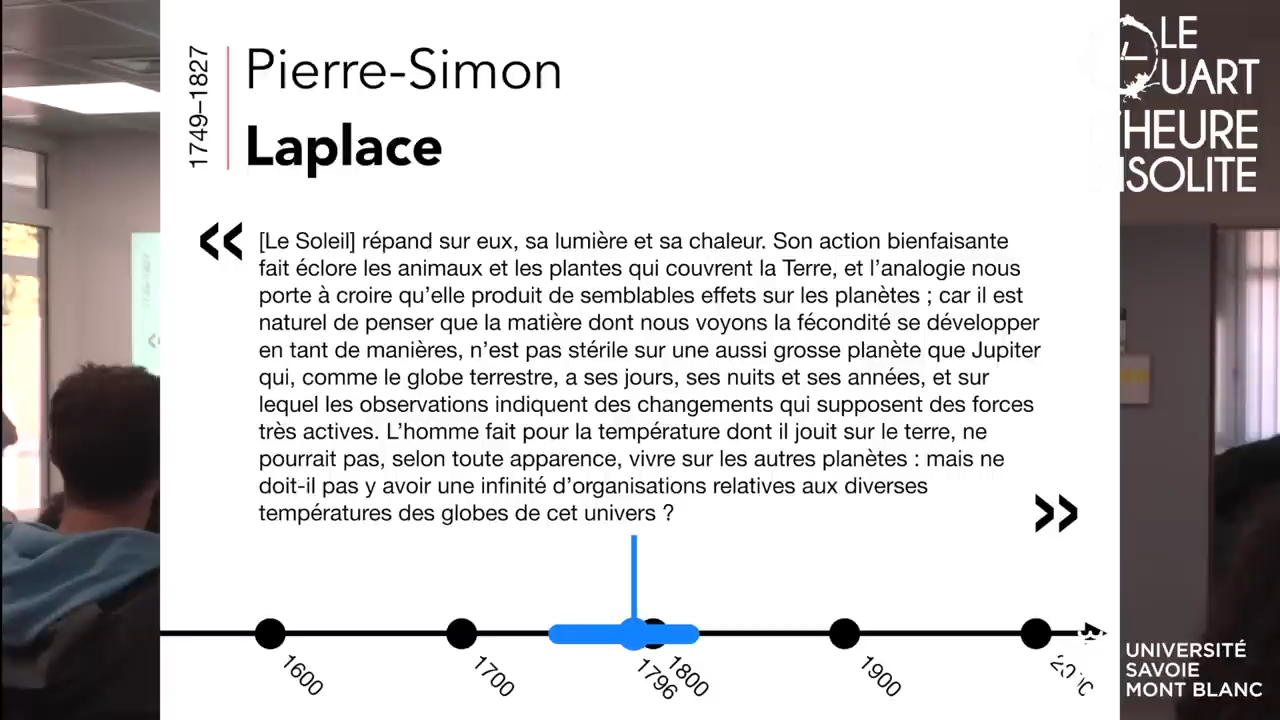 1749–1827
Pierre-Simon
Laplace
«
[Le Soleil] répand sur eux, sa lumière et sa chaleur. Son action bienfaisante
fait éclore les animaux et les plantes qui couvrent la Terre, et l’analogie nous
porte à croire qu’elle produit de semblables effets sur les planètes ; car il est
naturel de penser que la matière dont nous voyons la fécondité se développer
en tant de manières, n’est pas stérile sur une aussi grosse planète que Jupiter
qui, comme le globe terrestre, a ses jours, ses nuits et ses années, et sur
lequel les observations indiquent des changements qui supposent des forces
très actives. L’homme fait pour la température dont il jouit sur le terre, ne
pourrait pas, selon toute apparence, vivre sur les autres planètes : mais ne
doit-il pas y avoir une infinité d’organisations relatives aux diverses
températures des globes de cet univers ?
»
1600
1700
1796
1800
1900
LE
UART
HEURE
SOLITE
UNIVERSITÉ
SAVOIE
MONT BLANC